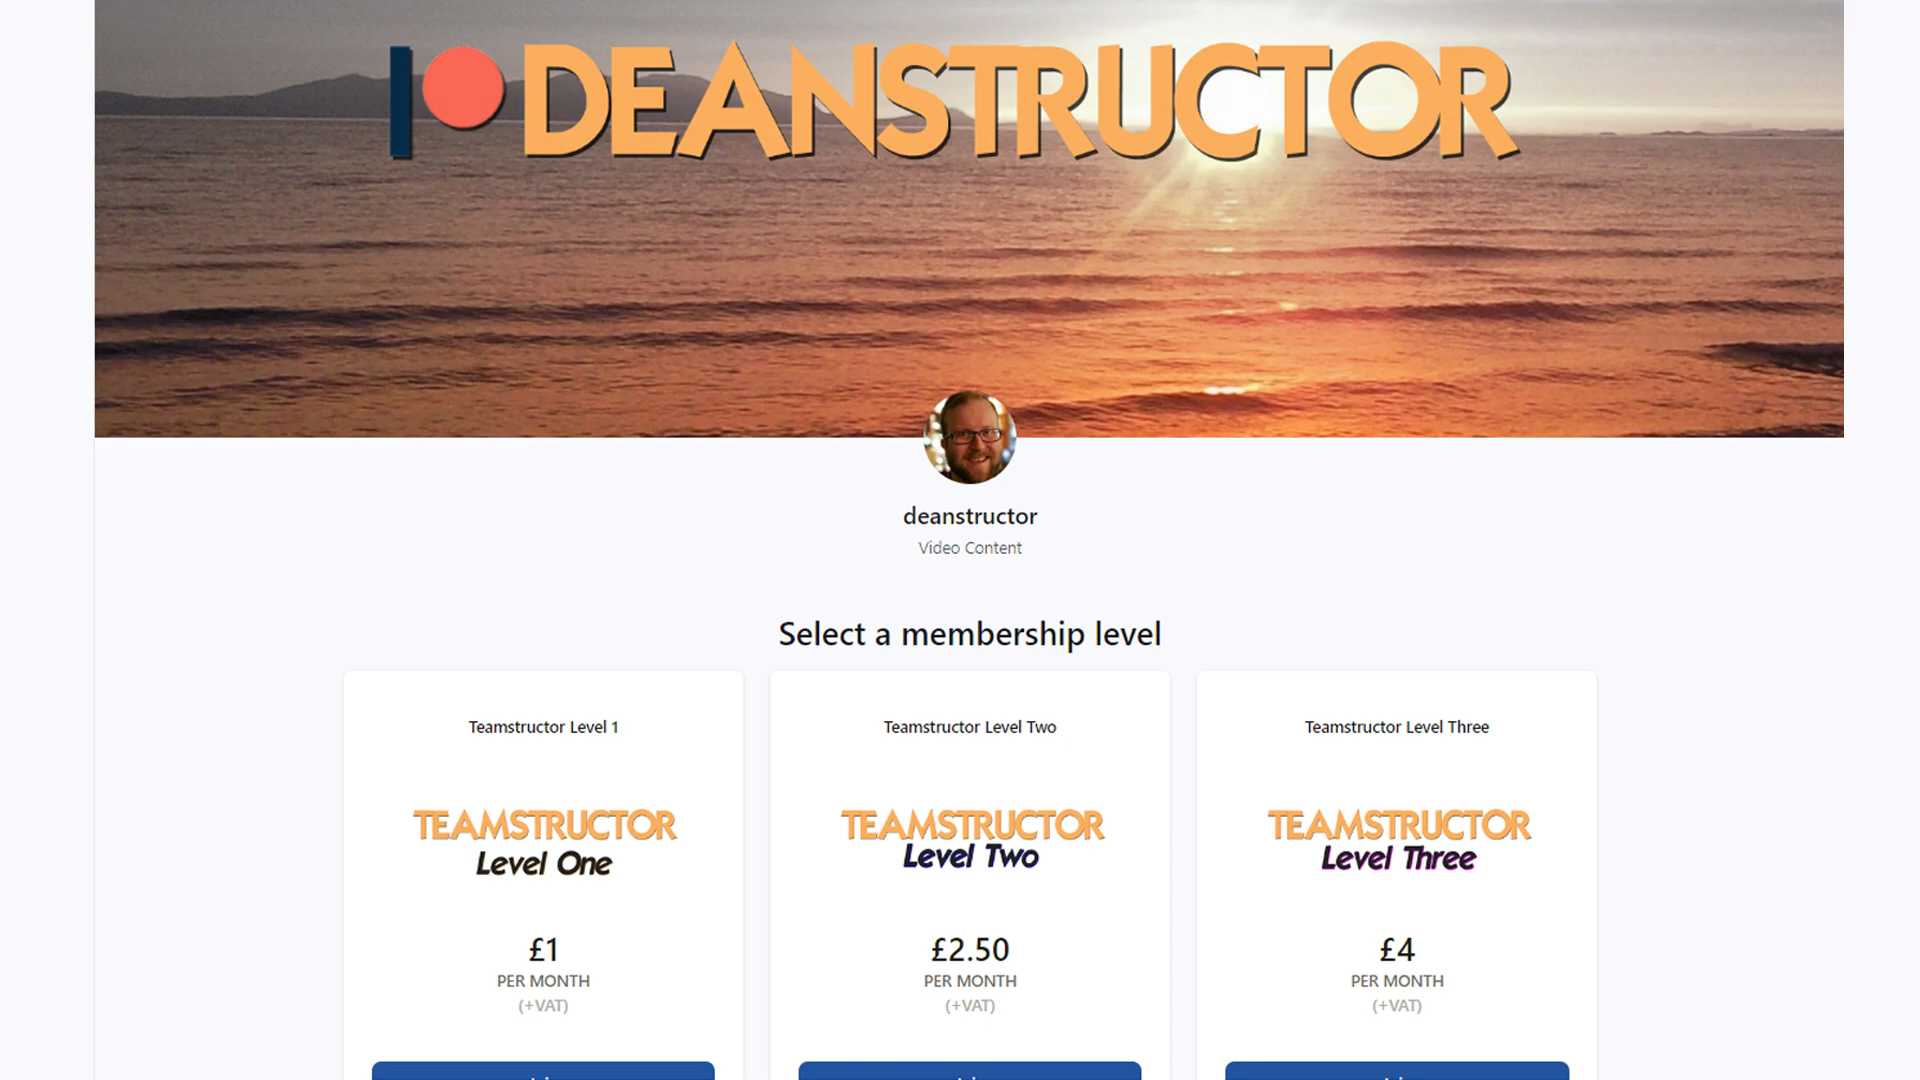 DEANSTRUCTOR
deanstructor
Video Content
Select a membership level
Teamstructor Level 1
TEAMSTRUCTOR
Level One
£1
PER MONTH
(+VAT)
Teamstructor Level Two
TEAMSTRUCTOR
Level Two
£2.50
PER MONTH
(+VAT)
Teamstructor Level Three
TEAMSTRUCTOR
Level Three
£4
PER MONTH
(+VAT)